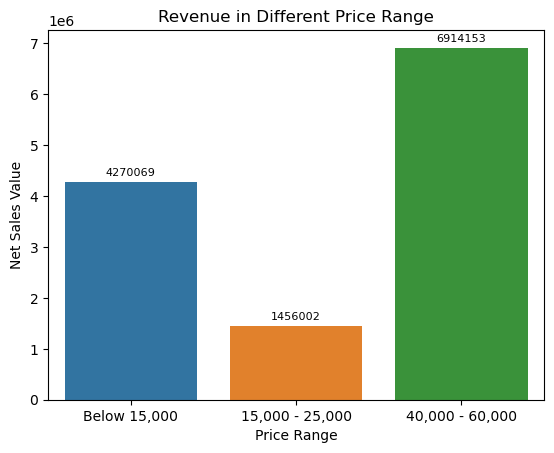 Revenue in Different Price Range
1e6
7
6
5
4
3
2
1
0
Net Sales Value
4270069
1456002
6914153
Below 15,000
15,000 - 25,000
40,000 - 60,000
Price Range